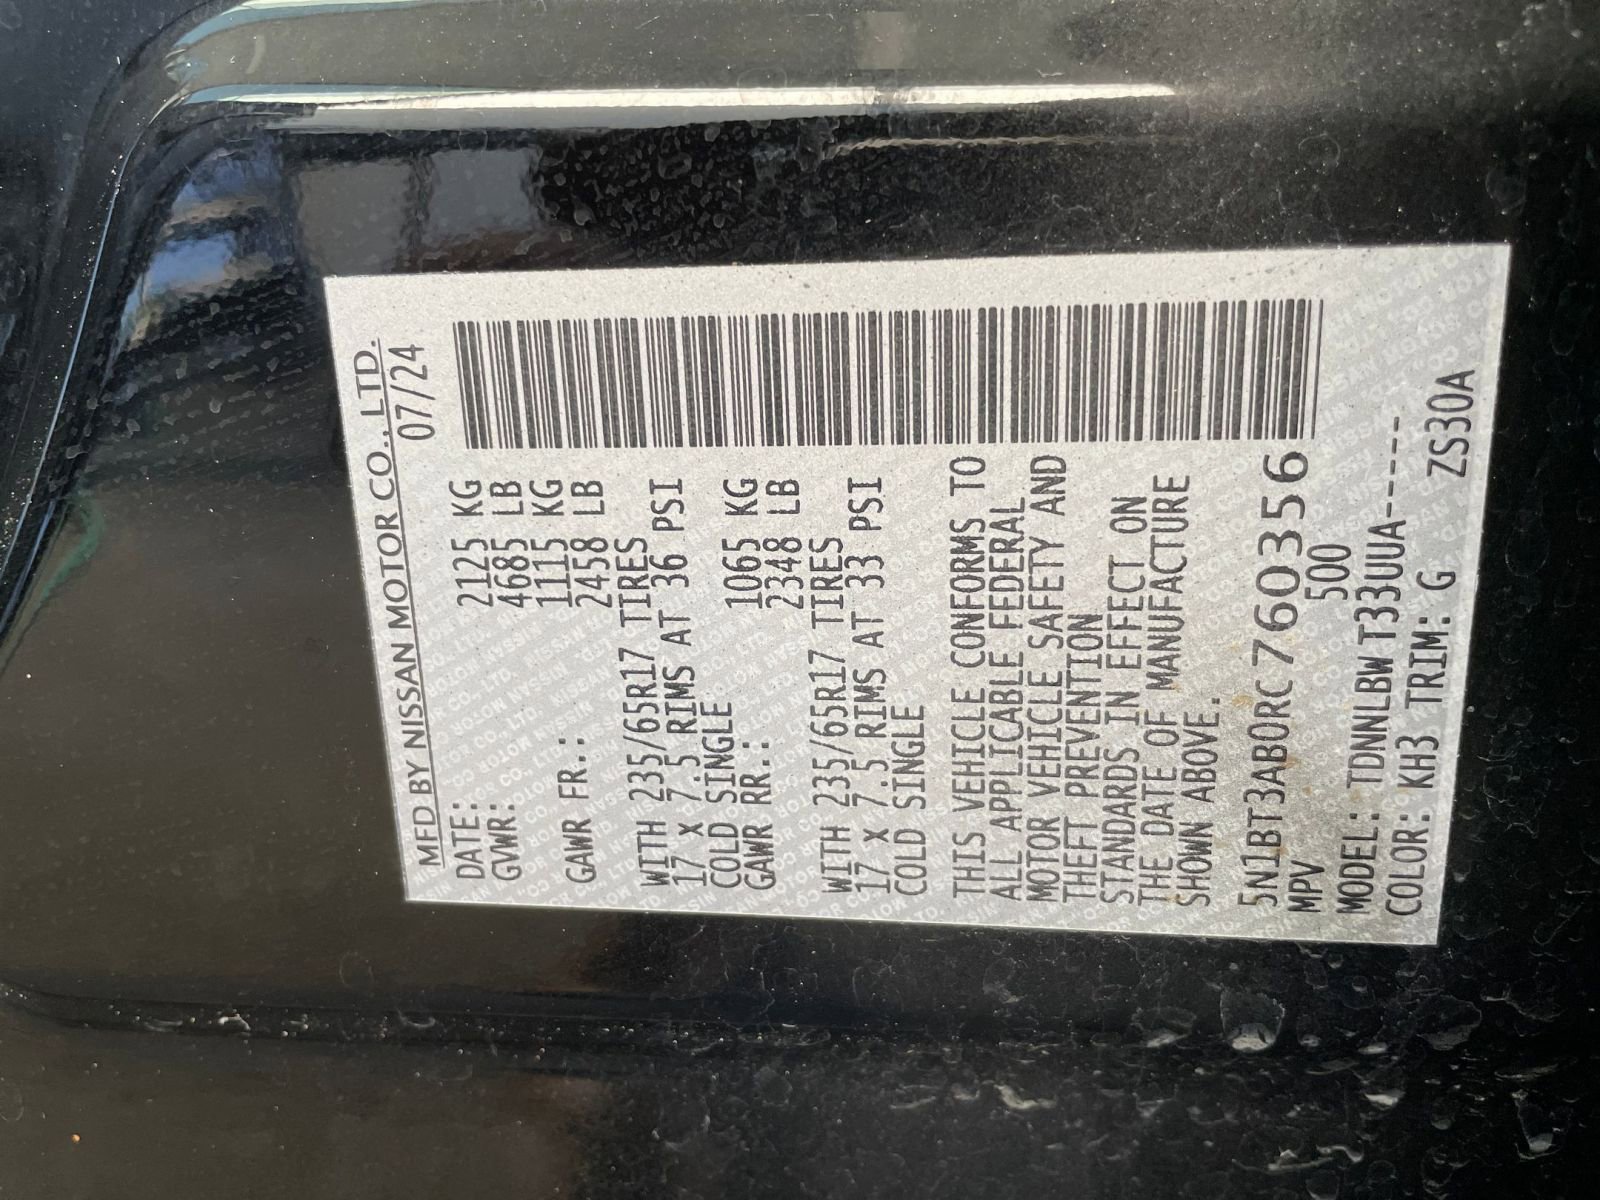 MFD BY NISSAN MOTOR CO., LTD.
DATE: 07/24
GVWR: 2125 KG
4685 LB
GAWR FR.: 1115 KG
2458 LB
WITH 235/65R17 TIRES
17 X 7.5 RIMS AT 36 PSI
COLD SINGLE
GAWR RR.: 1065 KG
2348 LB
WITH 235/65R17 TIRES
17 X 7.5 RIMS AT 33 PSI
COLD SINGLE
THIS VEHICLE CONFORMS TO
ALL APPLICABLE FEDERAL
MOTOR VEHICLE SAFETY AND
THEFT PREVENTION
STANDARDS IN EFFECT ON
THE DATE OF MANUFACTURE
SHOWN ABOVE.
5N1BT3AB0RC760356
MPV 500
MODEL: TDNNLBW T33UUA-----
COLOR: KH3 TRIM: G ZS30A